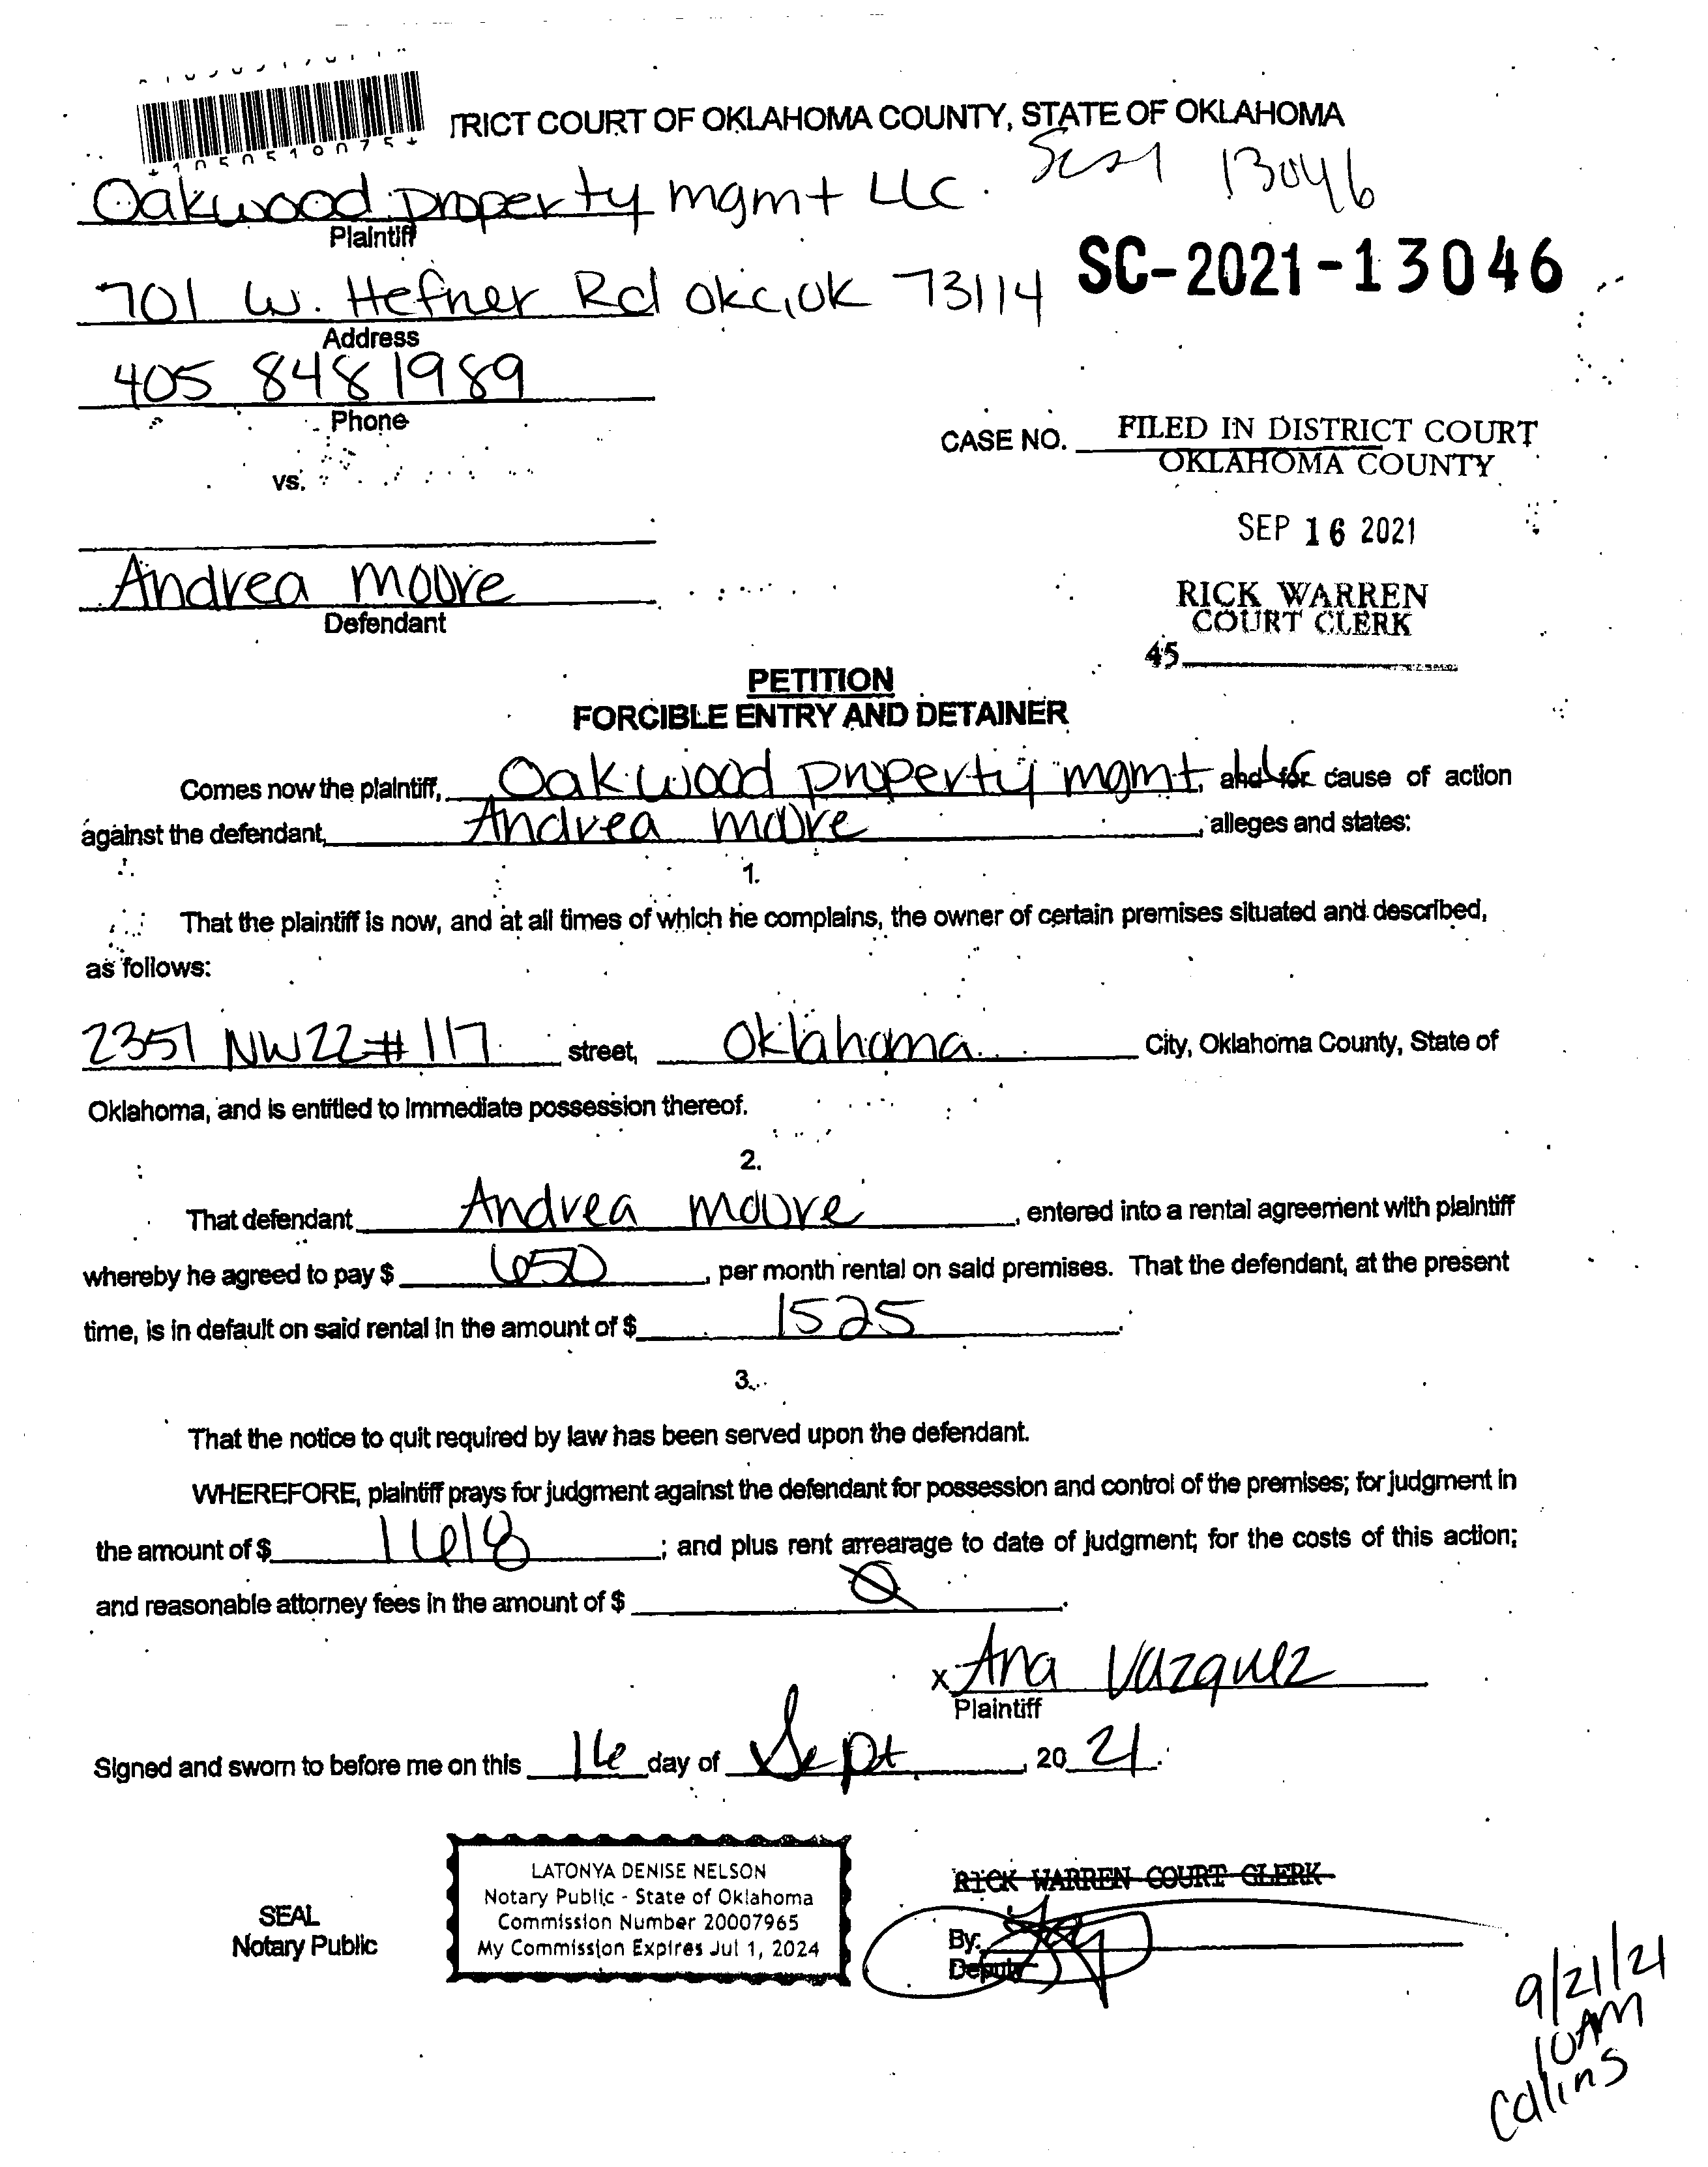 TRICT COURT OF OKLAHOMA COUNTY, STATE OF OKLAHOMA
*1050510075*
13046
Oakwood property mgmt LLC.
Plaintiff
SC-2021-13046
701 W. Hefner Rd OKC, OK 73114
Address
405 848 1989
Phone
CASE NO. FILED IN DISTRICT COURT
OKLAHOMA COUNTY
vs.
SEP 16 2021
Andrea Moore
Defendant
RICK WARREN
COURT CLERK
45
PETITION
FORCIBLE ENTRY AND DETAINER
Comes now the plaintiff, Oakwood property mgmt, LLC and for cause of action
against the defendant, Andrea Moore, alleges and states:
1.
That the plaintiff is now, and at all times of which he complains, the owner of certain premises situated and described,
as follows:
2351 NW 22 # 117 street, Oklahoma City, Oklahoma County, State of
Oklahoma, and is entitled to immediate possession thereof.
2.
That defendant Andrea Moore, entered into a rental agreement with plaintiff
whereby he agreed to pay $ 650, per month rental on said premises. That the defendant, at the present
time, is in default on said rental in the amount of $ 1525.
3.
That the notice to quit required by law has been served upon the defendant.
WHEREFORE, plaintiff prays for judgment against the defendant for possession and control of the premises; for judgment in
the amount of $ 1618; and plus rent arrearage to date of judgment; for the costs of this action;
and reasonable attorney fees in the amount of $ Ø.
x Ana Vazquez
Plaintiff
Signed and sworn to before me on this 16 day of Sept, 20 21.
LATONYA DENISE NELSON
Notary Public - State of Oklahoma
Commission Number 20007965
My Commission Expires Jul 1, 2024
SEAL
Notary Public
RICK WARREN COURT CLERK
By:
Deputy
9/21/21
10AM
Collins